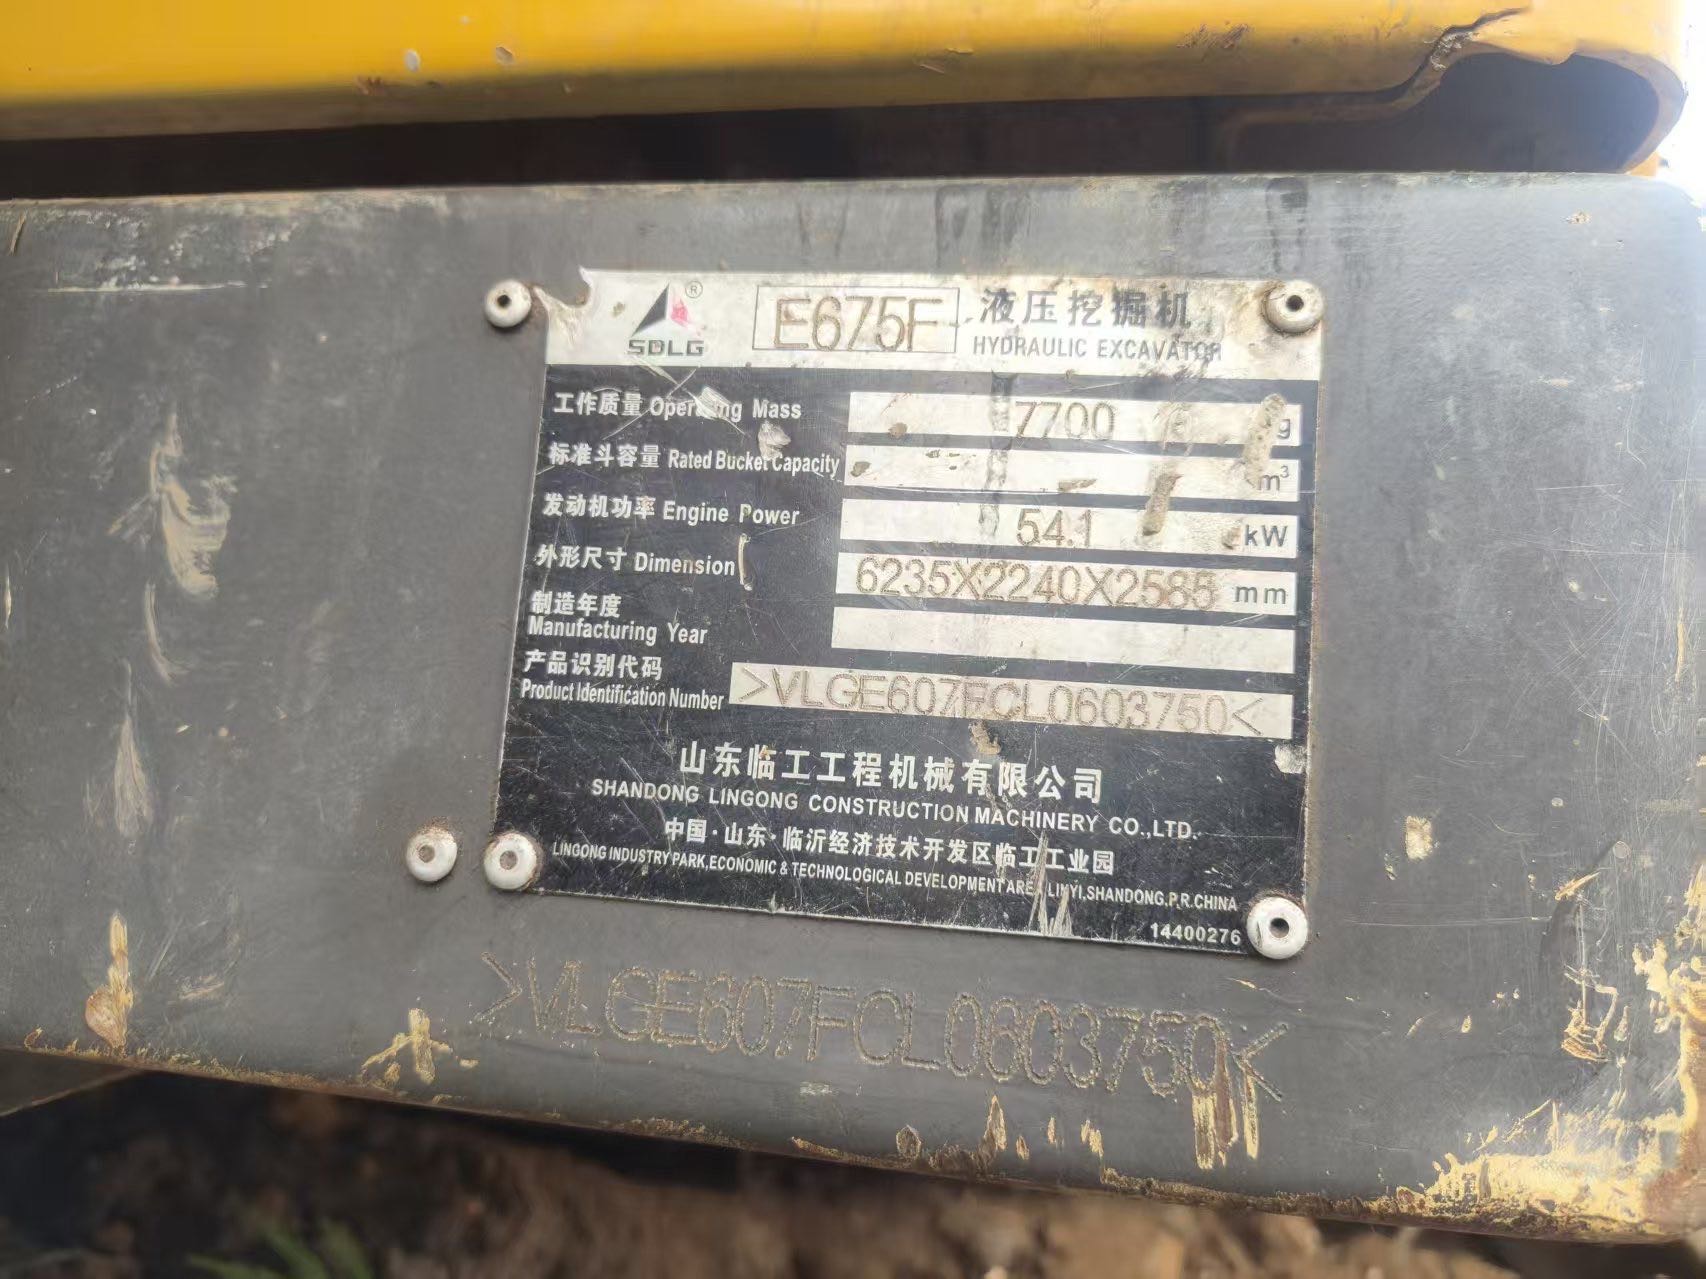 SDLG ® E675F 液压挖掘机
HYDRAULIC EXCAVATOR
工作质量 Operating Mass 7700 kg
标准斗容量 Rated Bucket Capacity m³
发动机功率 Engine Power 54.1 kW
外形尺寸 Dimension 6235X2240X2585 mm
制造年度
Manufacturing Year
产品识别代码
Product Identification Number >VLGE607FCL0603750<
山东临工工程机械有限公司
SHANDONG LINGONG CONSTRUCTION MACHINERY CO.,LTD.
中国·山东·临沂经济技术开发区临工工业园
LINGONG INDUSTRY PARK,ECONOMIC & TECHNOLOGICAL DEVELOPMENT AREA LINYI,SHANDONG,P.R.CHINA
14400276
>VLGE607FCL0603750<